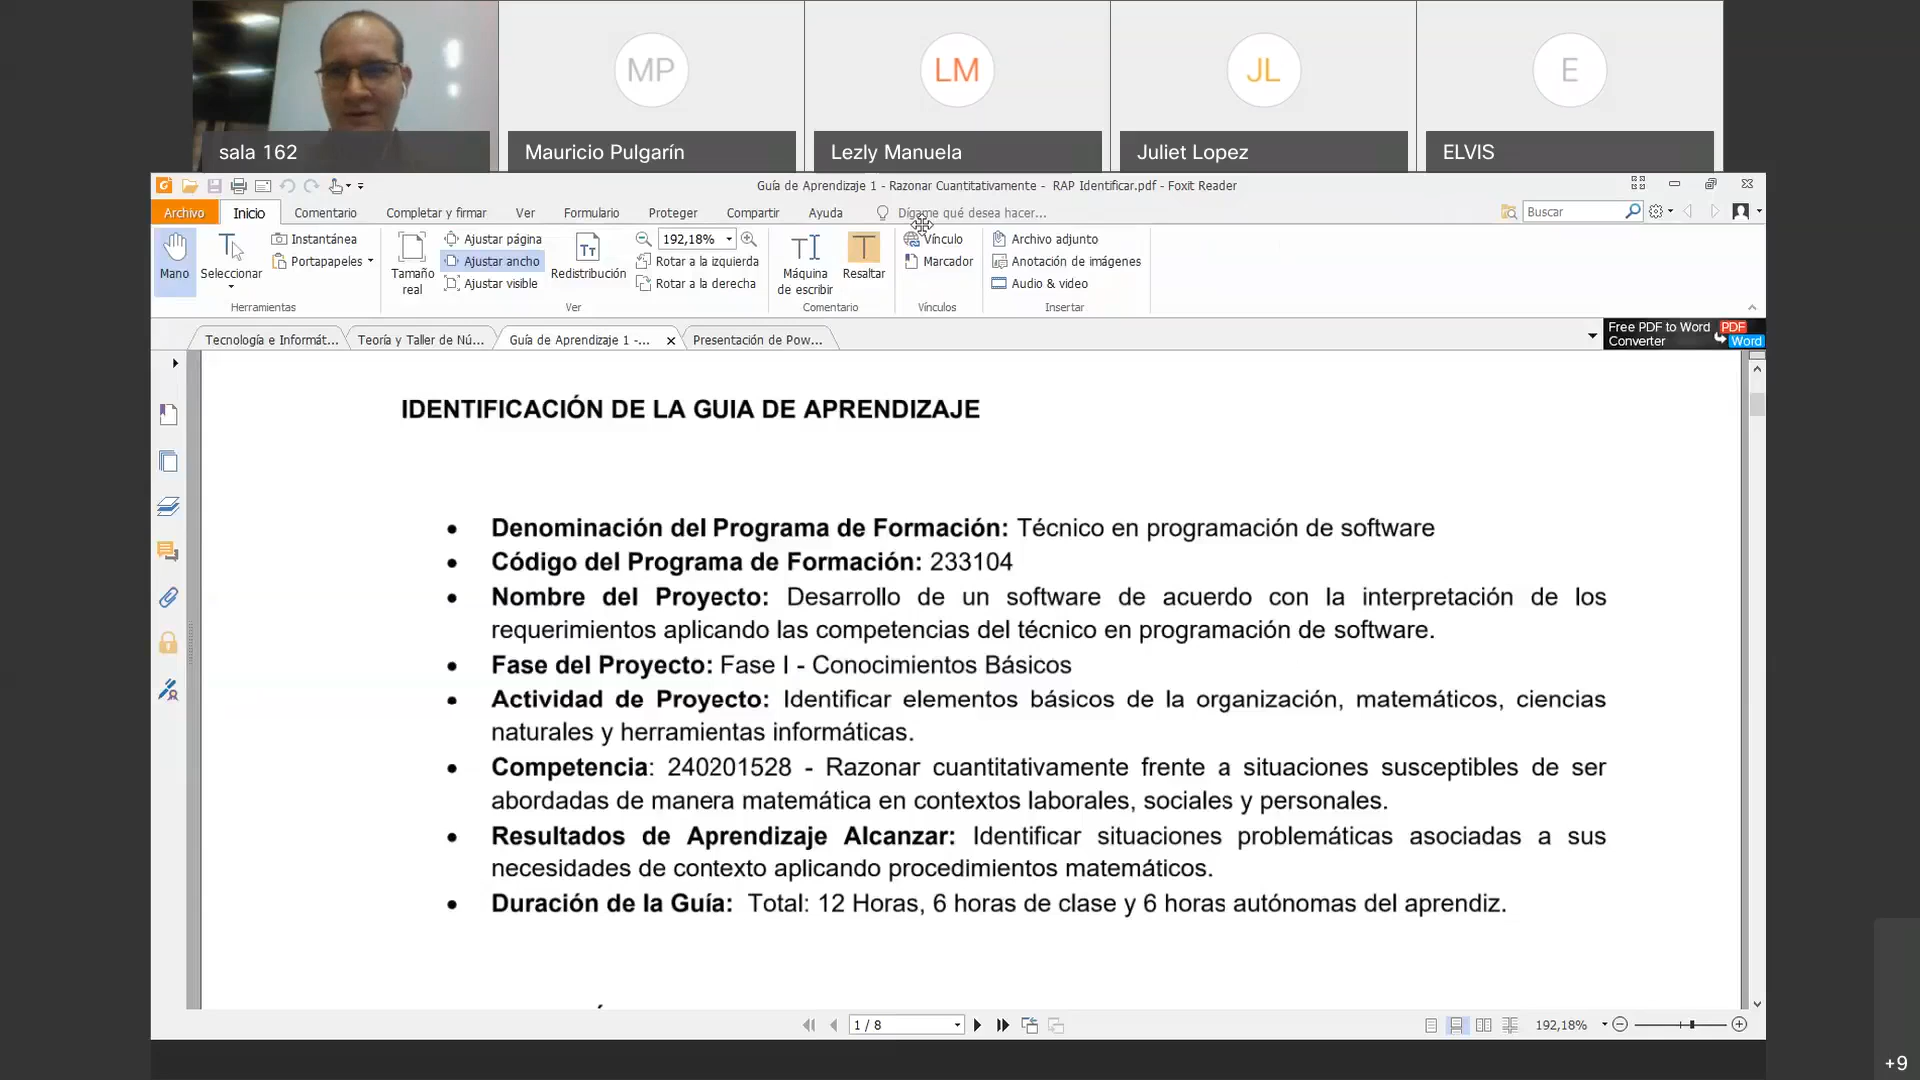 MP
LM
JL
E
sala 162
Mauricio Pulgarín
Lezly Manuela
Juliet Lopez
ELVIS
Guía de Aprendizaje 1 - Razonar Cuantitativamente - RAP Identificar.pdf - Foxit Reader
Archivo
Inicio
Comentario
Completar y firmar
Ver
Formulario
Proteger
Compartir
Ayuda
Dígame qué desea hacer...
Buscar
Mano
Seleccionar
Instantánea
Portapapeles
Herramientas
Tamaño
real
Ajustar página
Ajustar ancho
Ajustar visible
Redistribución
192,18%
Rotar a la izquierda
Rotar a la derecha
Ver
Máquina
de escribir
Resaltar
Comentario
Vínculo
Marcador
Vínculos
Archivo adjunto
Anotación de imágenes
Audio & video
Insertar
Tecnología e Informát...
Teoría y Taller de Nú...
Guía de Aprendizaje 1 -...
Presentación de Pow...
Free PDF to Word
Converter
PDF
Word
IDENTIFICACIÓN DE LA GUIA DE APRENDIZAJE
• Denominación del Programa de Formación: Técnico en programación de software
• Código del Programa de Formación: 233104
• Nombre del Proyecto: Desarrollo de un software de acuerdo con la interpretación de los
requerimientos aplicando las competencias del técnico en programación de software.
• Fase del Proyecto: Fase I - Conocimientos Básicos
• Actividad de Proyecto: Identificar elementos básicos de la organización, matemáticos, ciencias
naturales y herramientas informáticas.
• Competencia: 240201528 - Razonar cuantitativamente frente a situaciones susceptibles de ser
abordadas de manera matemática en contextos laborales, sociales y personales.
• Resultados de Aprendizaje Alcanzar: Identificar situaciones problemáticas asociadas a sus
necesidades de contexto aplicando procedimientos matemáticos.
• Duración de la Guía: Total: 12 Horas, 6 horas de clase y 6 horas autónomas del aprendiz.
1 / 8
192,18%
+9